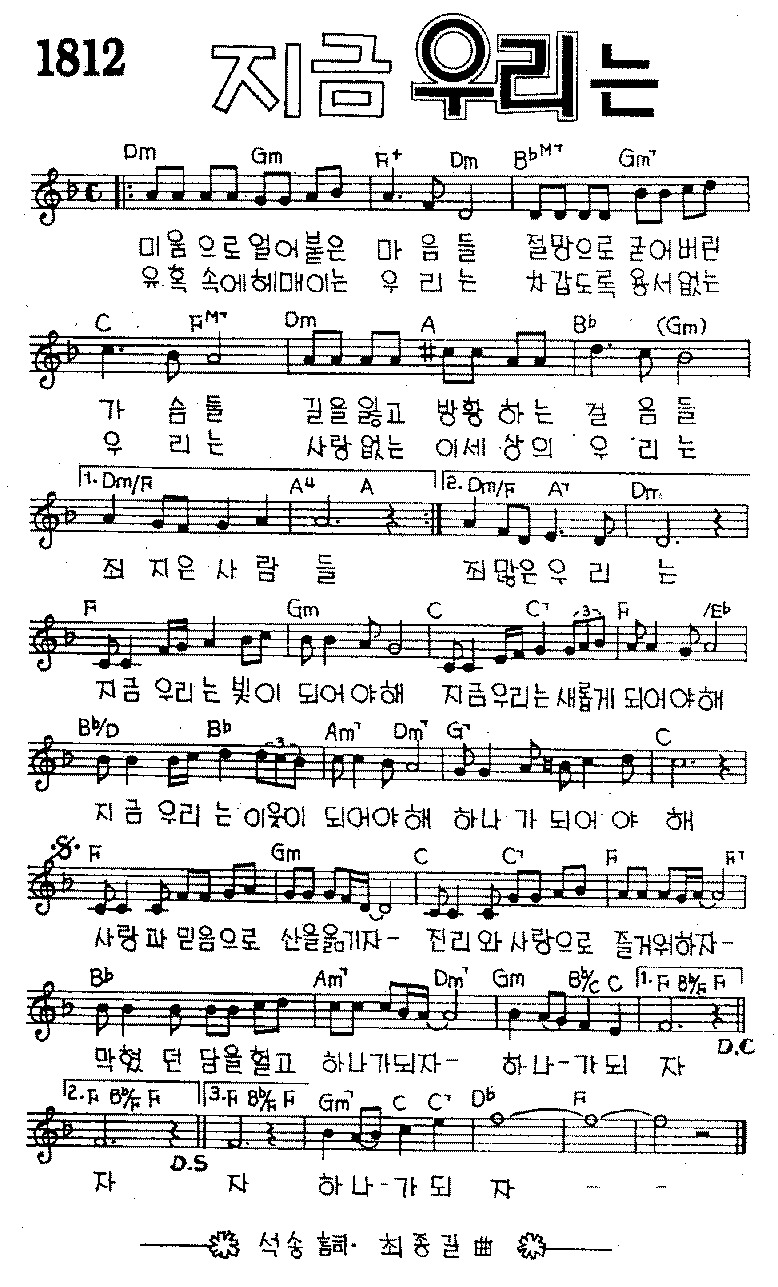 1812
지금 우리는
Dm Gm F+ Dm B♭M7 Gm7
미움으로얼어붙은 마음들 절망으로굳어버린
유혹 속에헤매이는 우리는 차갑도록용서없는
C FM7 Dm A B♭ (Gm)
가 슴들 길을잃고 방황 하는 걸 음들
우 리는 사랑없는 이세상의 우 리는
1. Dm/F A4 A 2. Dm/F A7 Dm
죄 지은 사 람 들 죄많은우 리 는
F Gm C C7 3 F /Eb
지금 우리는 빛이 되어야해 지금우리는새롭게 되어야해
B♭/D B♭ 3 Am7 Dm7 G7 C
지금 우리 는 이웃이 되어야해 하나 가 되어 야 해
𝄋 F Gm C C7 F F7
사랑과 믿음으로 산을옮기자- 진리와사랑으로 즐거워하자-
B♭ Am7 Dm7 Gm B♭/C C 1. F B♭/F F
막혔 던 담을헐고 하나가되자- 하나-가되 자
D.C
2. F B♭/F F 3. F B♭/F F Gm7 C C7 Db F
D.S
자 자 하나-가되 자 - -
석송 詞· 최종길 曲